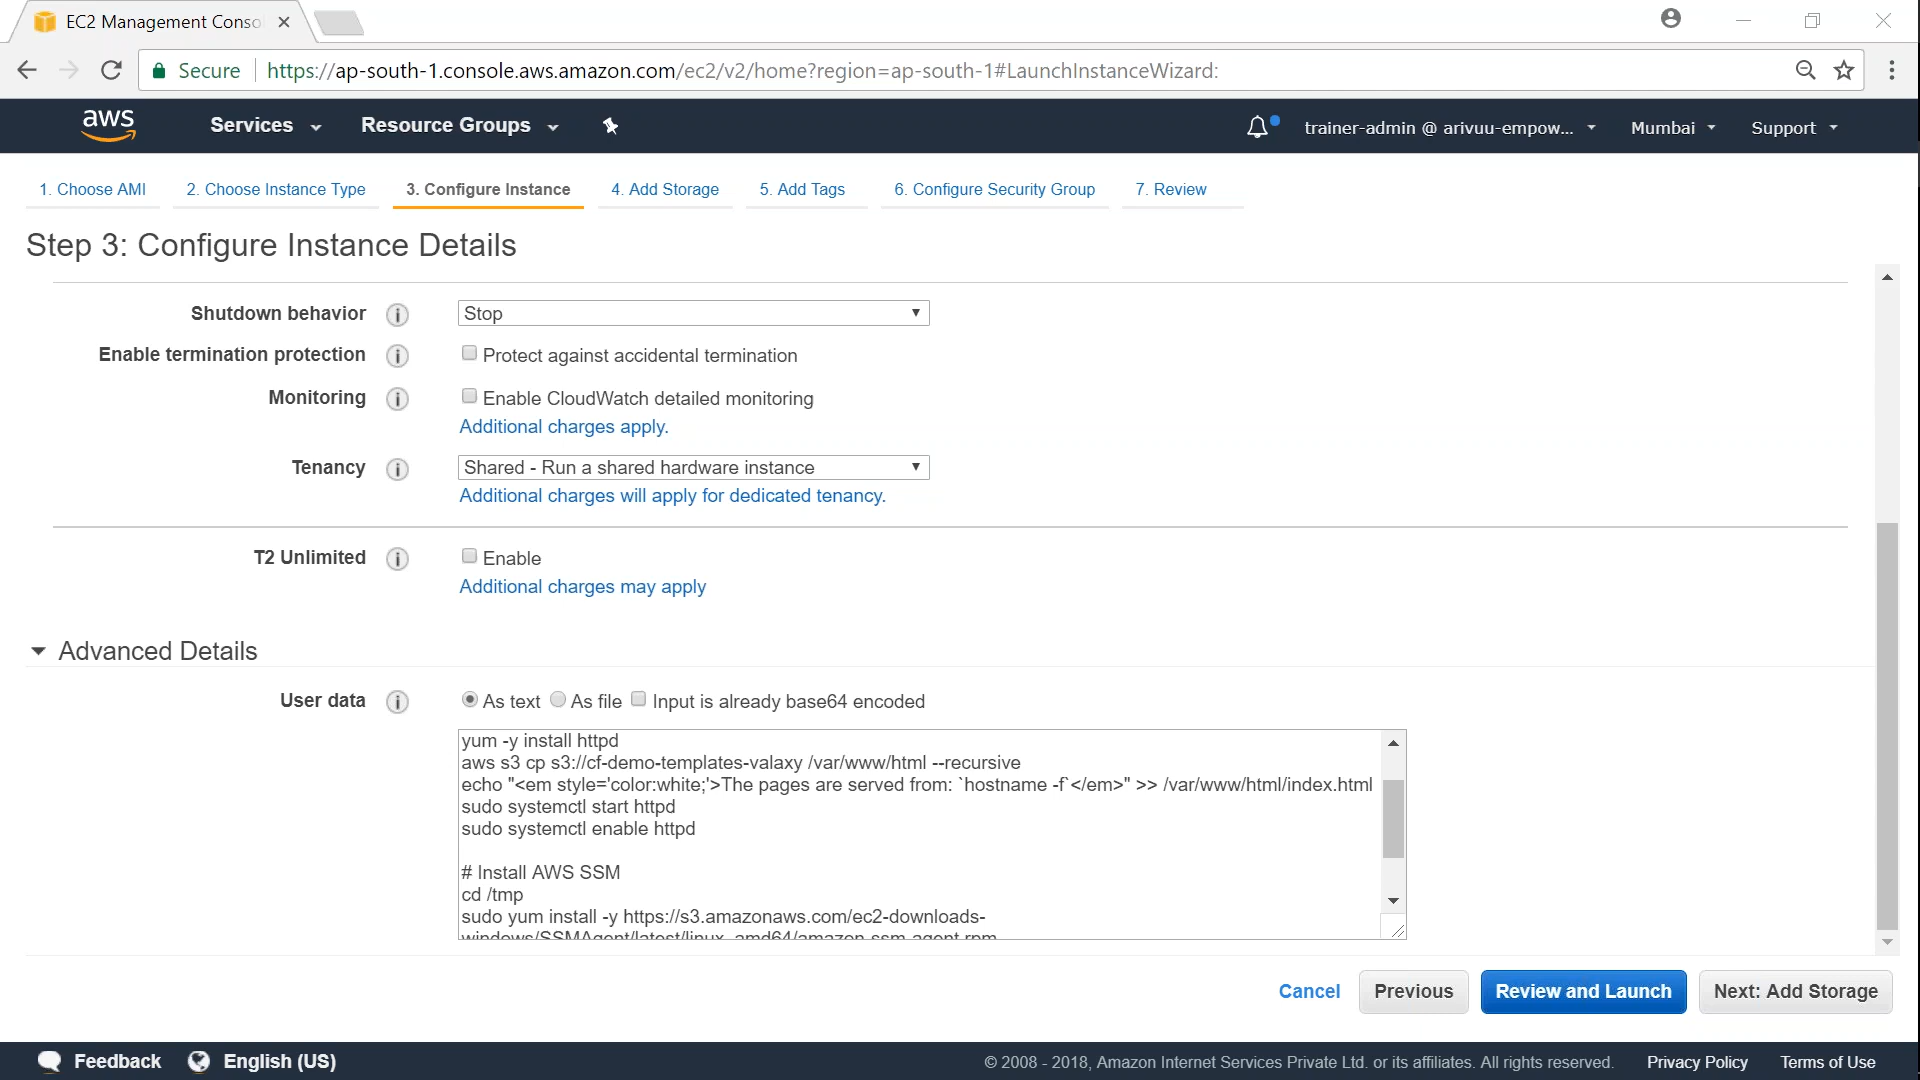 EC2 Management Conso
Secure https://ap-south-1.console.aws.amazon.com/ec2/v2/home?region=ap-south-1#LaunchInstanceWizard:
aws Services Resource Groups trainer-admin @ arivuu-empow... Mumbai Support
1. Choose AMI 2. Choose Instance Type 3. Configure Instance 4. Add Storage 5. Add Tags 6. Configure Security Group 7. Review
Step 3: Configure Instance Details
Shutdown behavior i Stop
Enable termination protection i Protect against accidental termination
Monitoring i Enable CloudWatch detailed monitoring
Additional charges apply.
Tenancy i Shared - Run a shared hardware instance
Additional charges will apply for dedicated tenancy.
T2 Unlimited i Enable
Additional charges may apply
Advanced Details
User data i As text As file Input is already base64 encoded
yum -y install httpd
aws s3 cp s3://cf-demo-templates-valaxy /var/www/html --recursive
echo "<em style='color:white;'>The pages are served from: `hostname -f`</em>" >> /var/www/html/index.html
sudo systemctl start httpd
sudo systemctl enable httpd
# Install AWS SSM
cd /tmp
sudo yum install -y https://s3.amazonaws.com/ec2-downloads-
windows/SSMAgent/latest/linux_amd64/amazon-ssm-agent.rpm
Cancel Previous Review and Launch Next: Add Storage
Feedback English (US) © 2008 - 2018, Amazon Internet Services Private Ltd. or its affiliates. All rights reserved. Privacy Policy Terms of Use